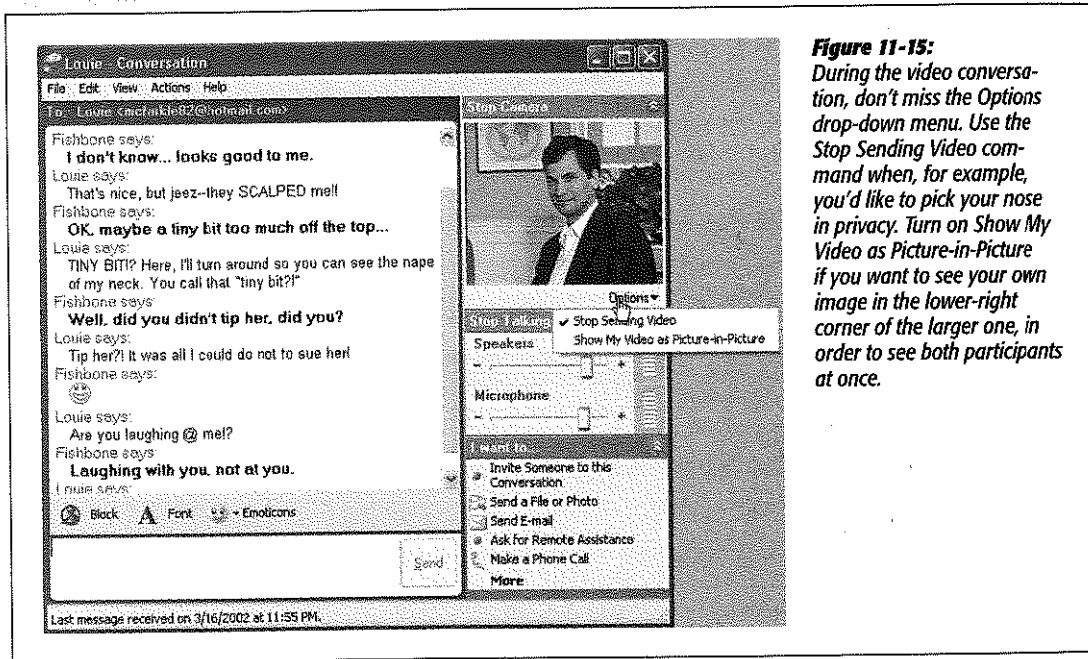 Louie - Conversation
File Edit View Actions Help
To: Louie
Stop Camera
Fishbone says:
I don't know... looks good to me.
Louie says:
That's nice, but jeez--they SCALPED me!!
Fishbone says:
OK, maybe a tiny bit too much off the top...
Louie says:
TINY BIT!? Here, I'll turn around so you can see the nape
of my neck. You call that "tiny bit?!"
Fishbone says:
Well, did you didn't tip her, did you?
Louie says:
Tip her?! It was all I could do not to sue her!
Fishbone says:
Louie says:
Are you laughing @ me!?
Fishbone says:
Laughing with you, not at you.
Louie says:
Block Font Emoticons
Send
Last message received on 3/16/2002 at 11:55 PM.
Options
Stop Sending Video
Show My Video as Picture-in-Picture
Stop Talking
Speakers
- +
Microphone
- +
I want to...
Invite Someone to this
Conversation
Send a File or Photo
Send E-mail
Ask for Remote Assistance
Make a Phone Call
More
Figure 11-15:
During the video conversa-
tion, don't miss the Options
drop-down menu. Use the
Stop Sending Video com-
mand when, for example,
you'd like to pick your nose
in privacy. Turn on Show My
Video as Picture-in-Picture
if you want to see your own
image in the lower-right
corner of the larger one, in
order to see both participants
at once.